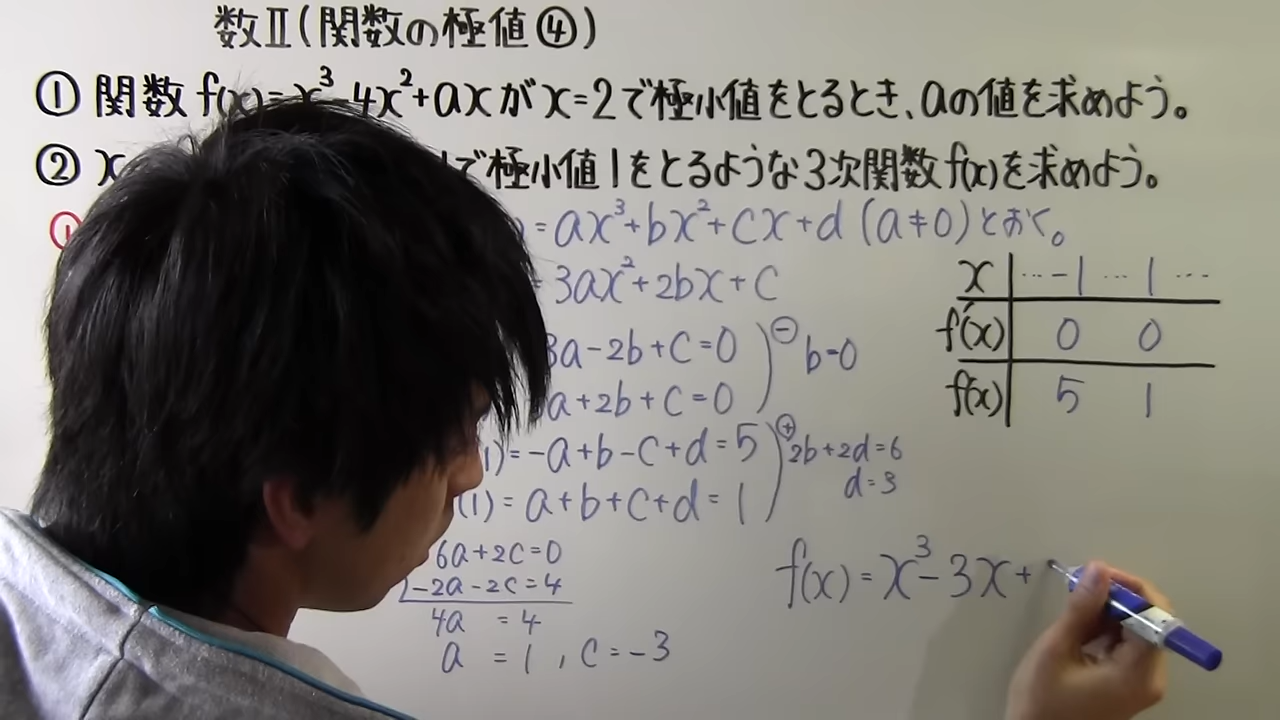 数Ⅱ(関数の極値④)
① 関数 f(x)=x³-4x²+ax がx=2で極小値をとるとき、aの値を求めよう。
② x で極小値1をとるような3次関数f(x)を求めよう。
① =ax³+bx²+cx+d (a≠0)とおく。
=3ax²+2bx+c
3a-2b+c=0 ⊖ b=0
a+2b+c=0
1)=-a+b-c+d=5 ⊕ 2b+2d=6
d=3
(1)=a+b+c+d=1
6a+2c=0
-2a-2c=4
4a =4
a =1, c=-3
x … -1 … 1 …
f'(x) 0 0
f(x) 5 1
f(x)=x³-3x+